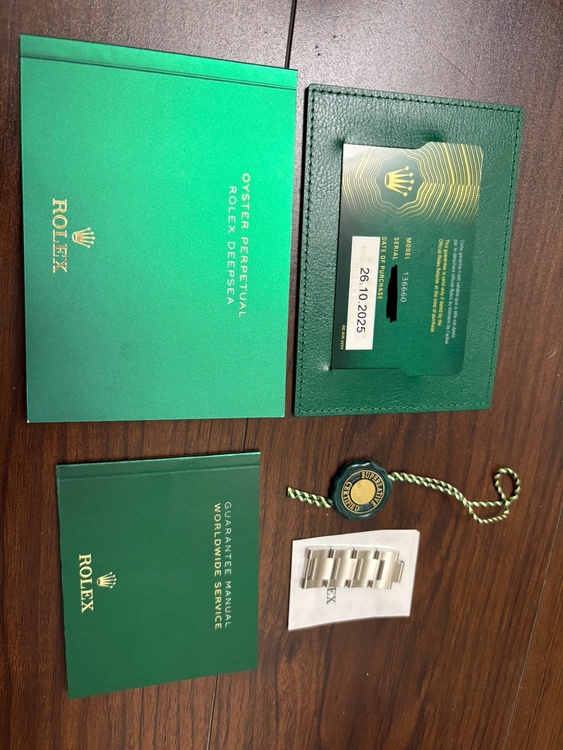 OYSTER PERPETUAL
ROLEX DEEPSEA
ROLEX
MODEL 136660
SERIAL
DATE OF PURCHASE
26.10.2025
GUARANTEE MANUAL
WORLDWIDE SERVICE
ROLEX
SUPERLATIVE
CERTIFIED
EX